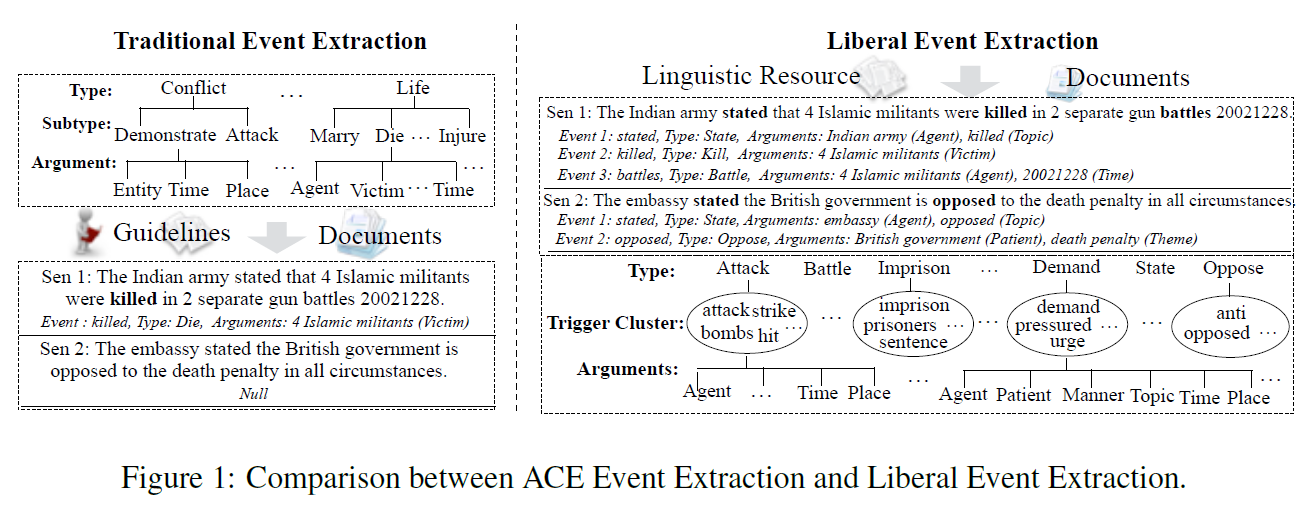 Traditional Event Extraction
Type: Conflict ... Life
Subtype: Demonstrate Attack Marry Die ... Injure
Argument: Entity Time Place ... Agent Victim ... Time ...
Guidelines Documents
Sen 1: The Indian army stated that 4 Islamic militants
were killed in 2 separate gun battles 20021228.
Event : killed, Type: Die, Arguments: 4 Islamic militants (Victim)
Sen 2: The embassy stated the British government is
opposed to the death penalty in all circumstances.
Null
Liberal Event Extraction
Linguistic Resource Documents
Sen 1: The Indian army stated that 4 Islamic militants were killed in 2 separate gun battles 20021228.
Event 1: stated, Type: State, Arguments: Indian army (Agent), killed (Topic)
Event 2: killed, Type: Kill, Arguments: 4 Islamic militants (Victim)
Event 3: battles, Type: Battle, Arguments: 4 Islamic militants (Agent), 20021228 (Time)
Sen 2: The embassy stated the British government is opposed to the death penalty in all circumstances
Event 1: stated, Type: State, Arguments: embassy (Agent), opposed (Topic)
Event 2: opposed, Type: Oppose, Arguments: British government (Patient), death penalty (Theme)
Type: Attack Battle Imprison ... Demand State Oppose
Trigger Cluster: attack strike bombs hit ... ... imprison prisoners ... sentence ... demand pressured ... urge ... anti opposed ...
Arguments:
Agent ... Time Place ... Agent Patient Manner Topic Time Place ...
Figure 1: Comparison between ACE Event Extraction and Liberal Event Extraction.